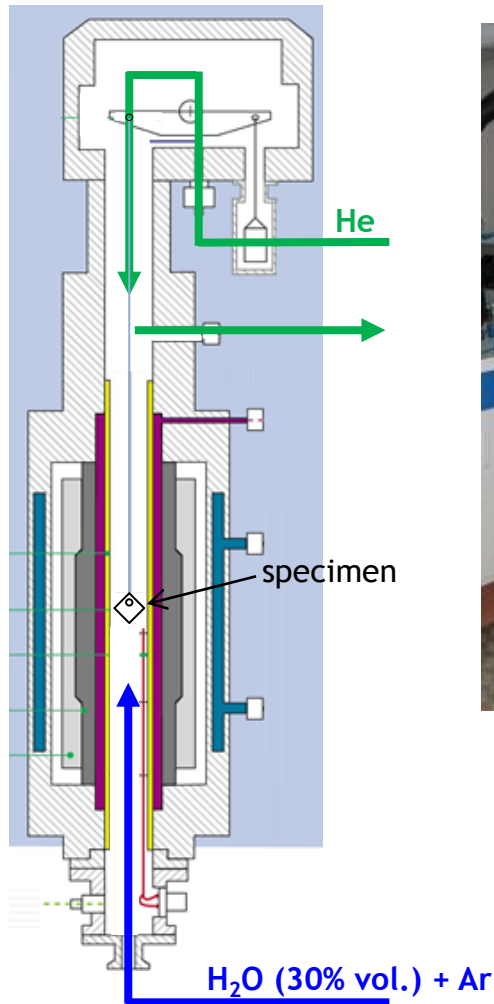 He
specimen
H₂O (30% vol.) + Ar